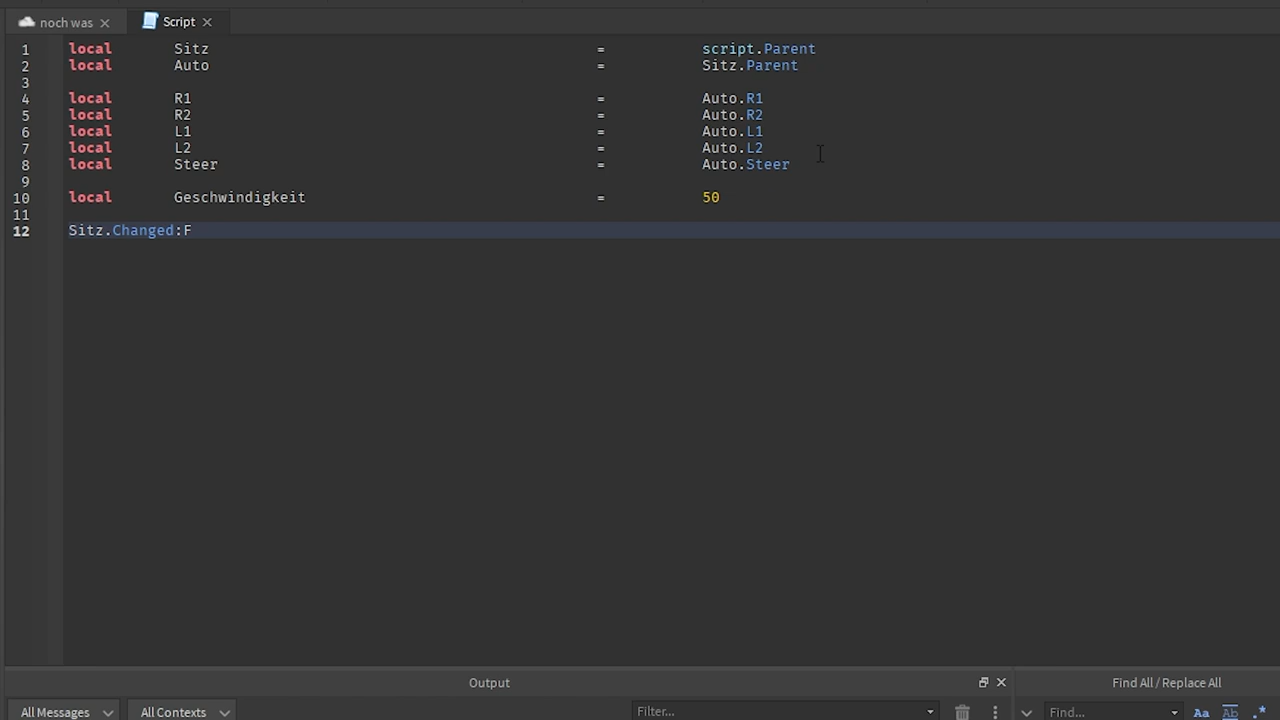 noch was
Script
1 local Sitz = script.Parent
2 local Auto = Sitz.Parent
3
4 local R1 = Auto.R1
5 local R2 = Auto.R2
6 local L1 = Auto.L1
7 local L2 = Auto.L2
8 local Steer = Auto.Steer
9
10 local Geschwindigkeit = 50
11
12 Sitz.Changed:F
Output
Find All / Replace All
All Messages
All Contexts
Filter...
Find...
Aa
Ab
.*